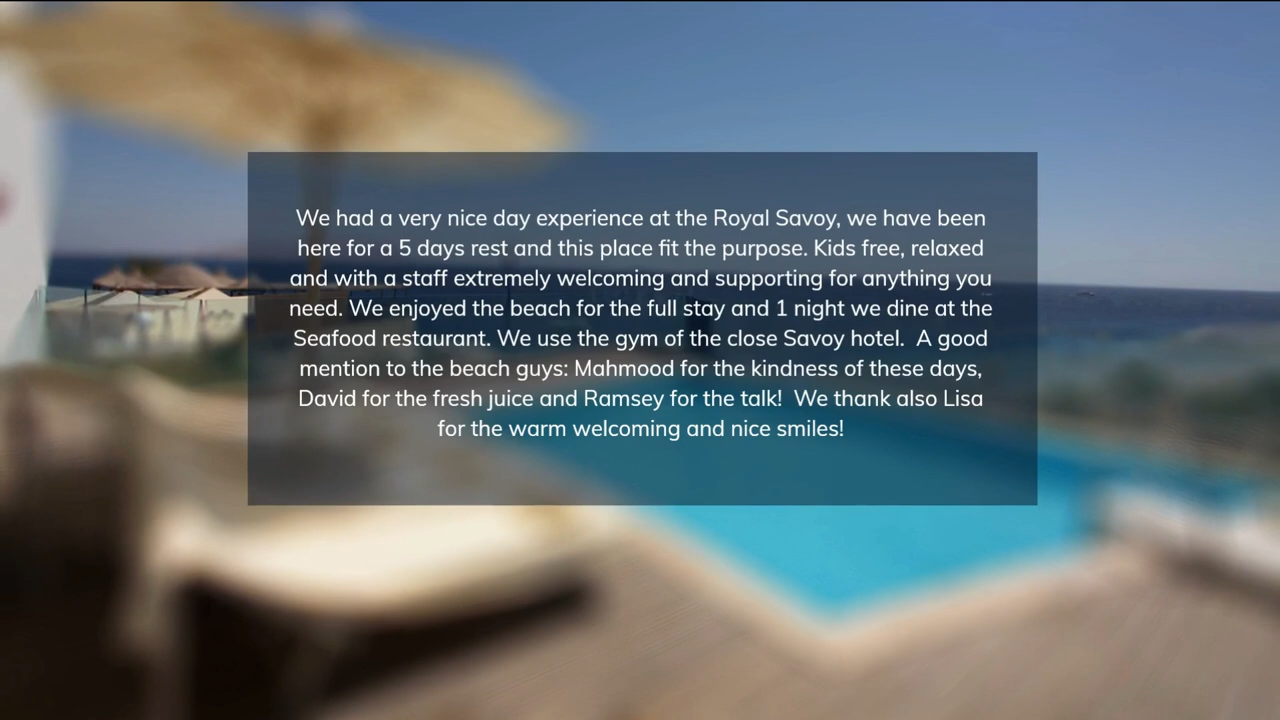 We had a very nice day experience at the Royal Savoy, we have been
here for a 5 days rest and this place fit the purpose. Kids free, relaxed
and with a staff extremely welcoming and supporting for anything you
need. We enjoyed the beach for the full stay and 1 night we dine at the
Seafood restaurant. We use the gym of the close Savoy hotel.  A good
mention to the beach guys: Mahmood for the kindness of these days,
David for the fresh juice and Ramsey for the talk!  We thank also Lisa
for the warm welcoming and nice smiles!